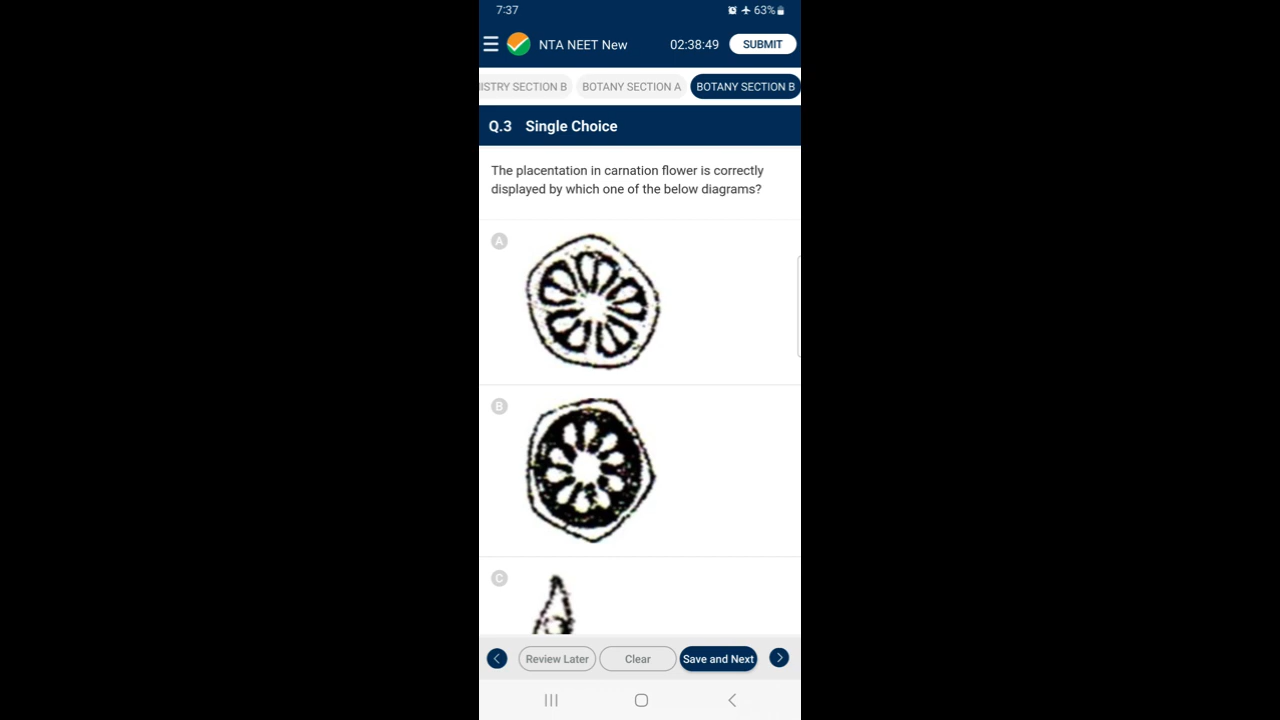 7:37
63%
NTA NEET New
02:38:49
SUBMIT
ISTRY SECTION B
BOTANY SECTION A
BOTANY SECTION B
Q.3 Single Choice
The placentation in carnation flower is correctly
displayed by which one of the below diagrams?
A
B
C
Review Later
Clear
Save and Next